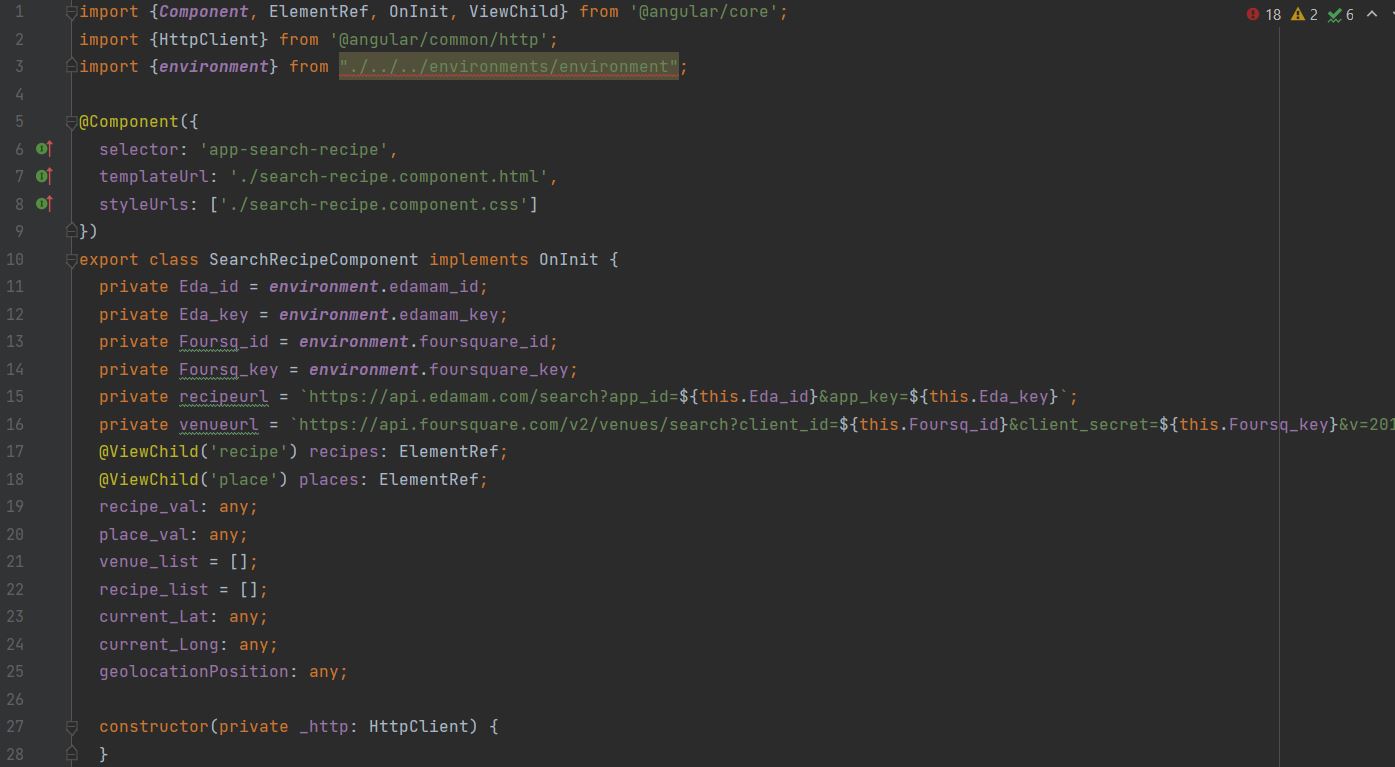 1 import {Component, ElementRef, OnInit, ViewChild} from '@angular/core'; 18 2 6
2 import {HttpClient} from '@angular/common/http';
3 import {environment} from "./../../environments/environment";
4
5 @Component({
6 selector: 'app-search-recipe',
7 templateUrl: './search-recipe.component.html',
8 styleUrls: ['./search-recipe.component.css']
9 })
10 export class SearchRecipeComponent implements OnInit {
11 private Eda_id = environment.edamam_id;
12 private Eda_key = environment.edamam_key;
13 private Foursq_id = environment.foursquare_id;
14 private Foursq_key = environment.foursquare_key;
15 private recipeurl = `https://api.edamam.com/search?app_id=${this.Eda_id}&app_key=${this.Eda_key}`;
16 private venueurl = `https://api.foursquare.com/v2/venues/search?client_id=${this.Foursq_id}&client_secret=${this.Foursq_key}&v=201
17 @ViewChild('recipe') recipes: ElementRef;
18 @ViewChild('place') places: ElementRef;
19 recipe_val: any;
20 place_val: any;
21 venue_list = [];
22 recipe_list = [];
23 current_Lat: any;
24 current_Long: any;
25 geolocationPosition: any;
26
27 constructor(private _http: HttpClient) {
28 }